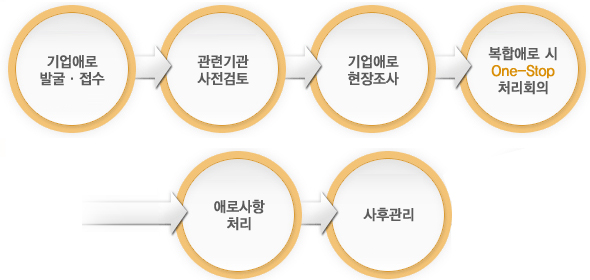 기업애로
발굴 · 접수
관련기관
사전검토
기업애로
현장조사
복합애로 시
One-Stop
처리회의
애로사항
처리
사후관리